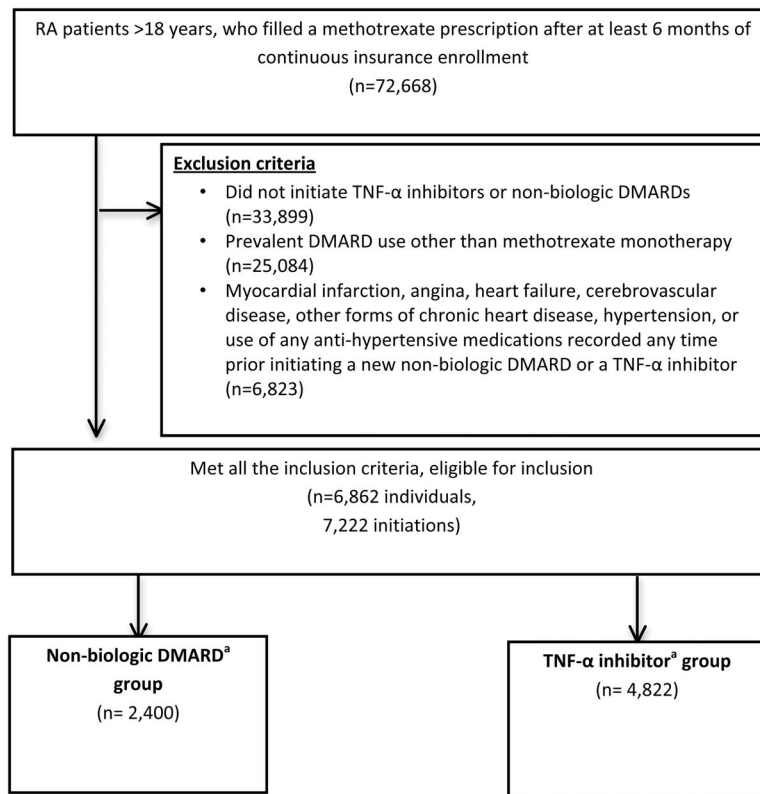 RA patients >18 years, who filled a methotrexate prescription after at least 6 months of
continuous insurance enrollment
(n=72,668)
Exclusion criteria
• Did not initiate TNF-α inhibitors or non-biologic DMARDs
(n=33,899)
• Prevalent DMARD use other than methotrexate monotherapy
(n=25,084)
• Myocardial infarction, angina, heart failure, cerebrovascular
disease, other forms of chronic heart disease, hypertension, or
use of any anti-hypertensive medications recorded any time
prior initiating a new non-biologic DMARD or a TNF-α inhibitor
(n=6,823)
Met all the inclusion criteria, eligible for inclusion
(n=6,862 individuals,
7,222 initiations)
Non-biologic DMARDᵃ
group
(n= 2,400)
TNF-α inhibitorᵃ group
(n= 4,822)